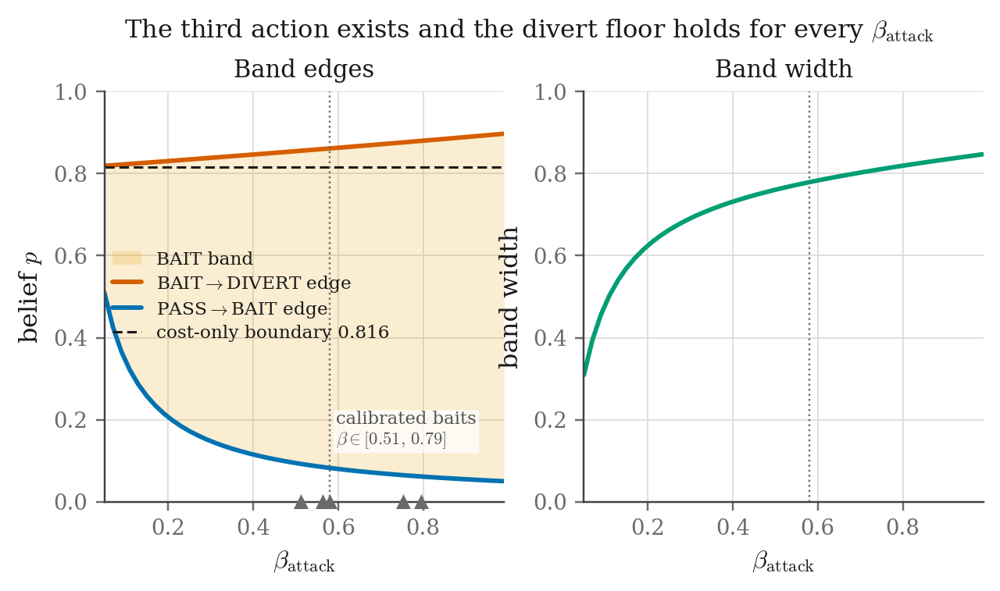 The third action exists and the divert floor holds for every β_attack
Band edges
1.0
0.8
0.6
0.4
0.2
0.0
belief p
BAIT band
BAIT→DIVERT edge
PASS→BAIT edge
cost-only boundary 0.816
calibrated baits
β∈[0.51, 0.79]
0.2 0.4 0.6 0.8
β_attack
Band width
1.0
0.8
0.6
0.4
0.2
0.0
band width
0.2 0.4 0.6 0.8
β_attack